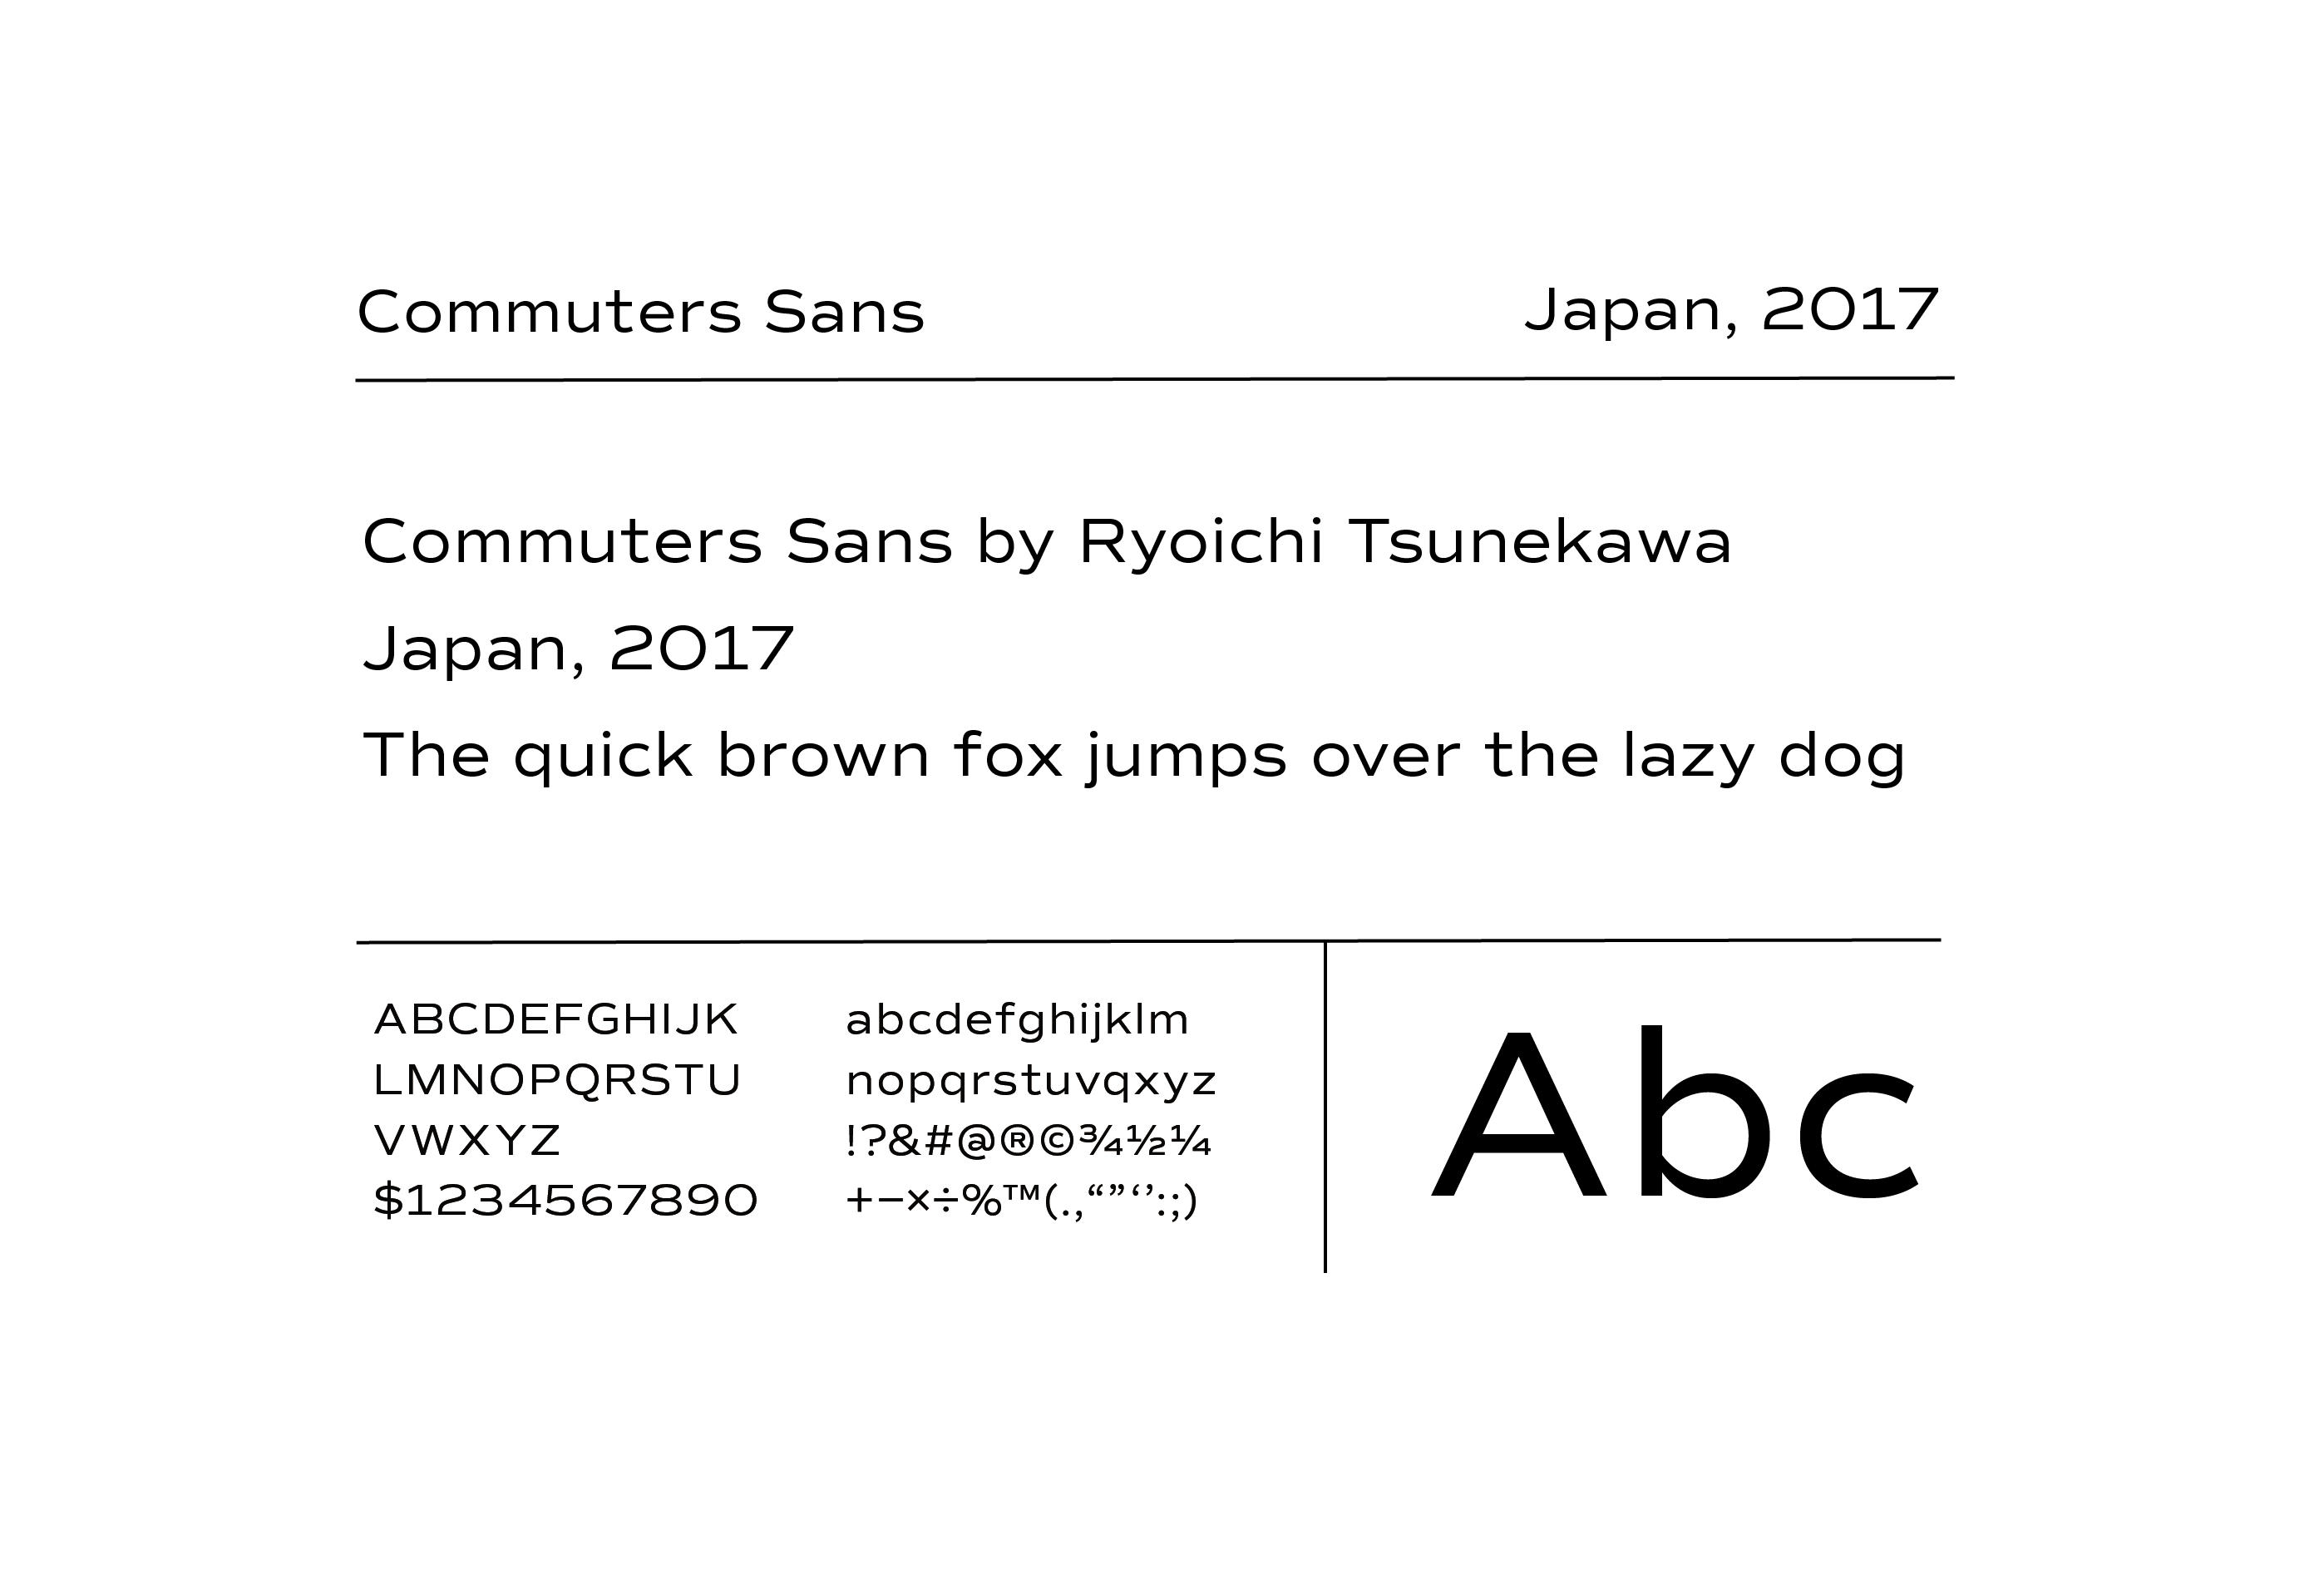 Commuters Sans
Japan, 2017
Commuters Sans by Ryoichi Tsunekawa
Japan, 2017
The quick brown fox jumps over the lazy dog
ABCDEFGHIJK
LMNOPQRSTU
VWXYZ
$1234567890
abcdefghijklm
nopqrstuvqxyz
!?&#@®©¾½¼
+−×÷%™(.,“”‘’:;)
Abc